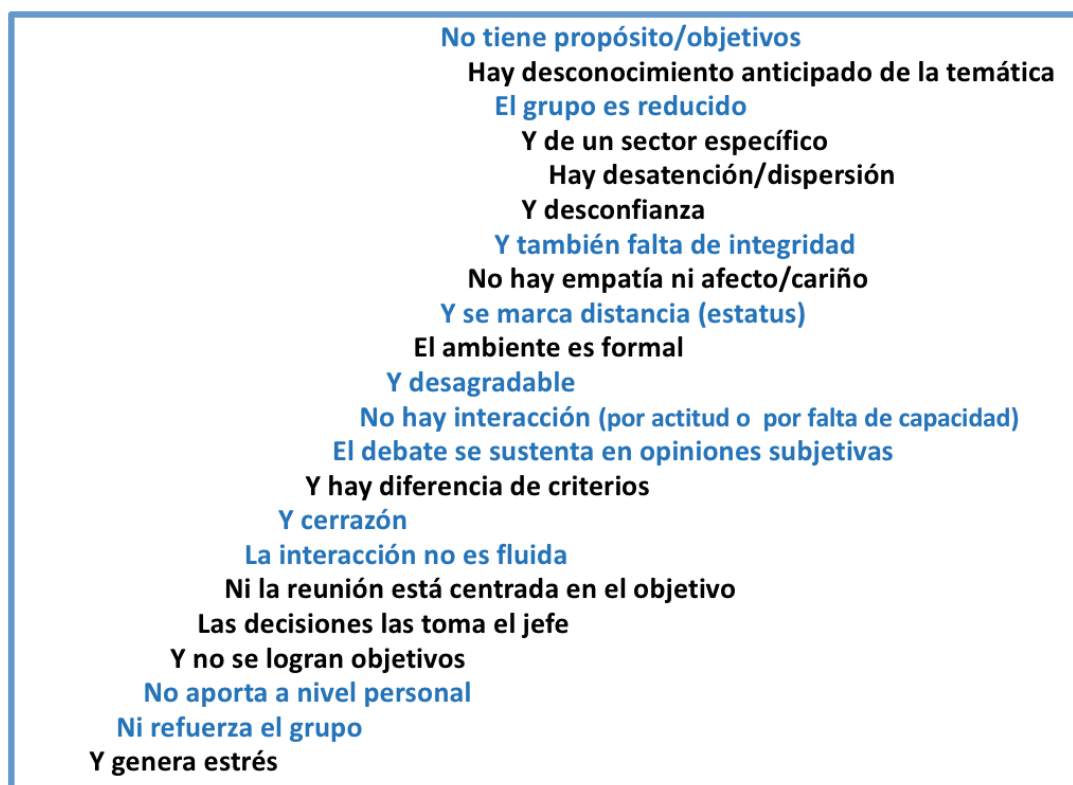 No tiene propósito/objetivos
Hay desconocimiento anticipado de la temática
El grupo es reducido
Y de un sector específico
Hay desatención/dispersión
Y desconfianza
Y también falta de integridad
No hay empatía ni afecto/cariño
Y se marca distancia (estatus)
El ambiente es formal
Y desagradable
No hay interacción (por actitud o por falta de capacidad)
El debate se sustenta en opiniones subjetivas
Y hay diferencia de criterios
Y cerrazón
La interacción no es fluida
Ni la reunión está centrada en el objetivo
Las decisiones las toma el jefe
Y no se logran objetivos
No aporta a nivel personal
Ni refuerza el grupo
Y genera estrés